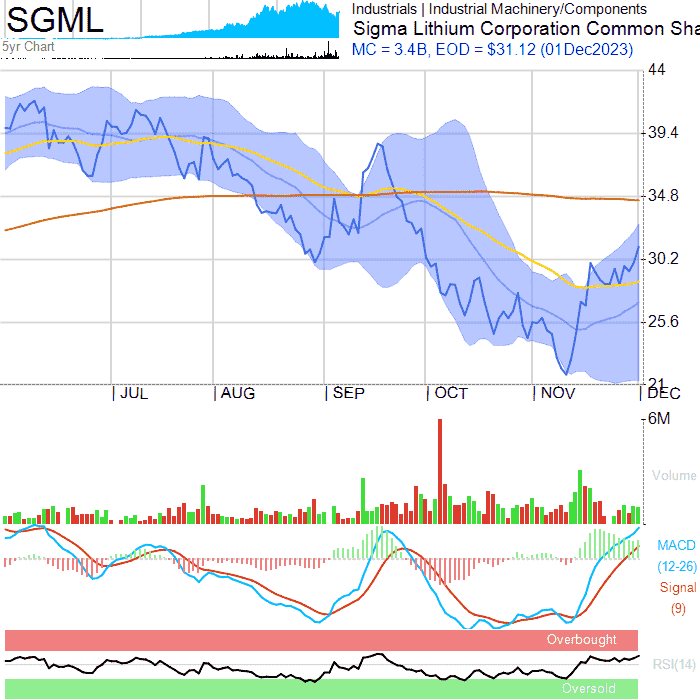 SGML
5yr Chart
Industrials | Industrial Machinery/Components
Sigma Lithium Corporation Common Sha
MC = 3.4B, EOD = $31.12 (01Dec2023)
44
39.4
34.8
30.2
25.6
21
JUL AUG SEP OCT NOV DEC
6M
Volume
MACD
(12-26)
Signal
(9)
Overbought
RSI(14)
Oversold